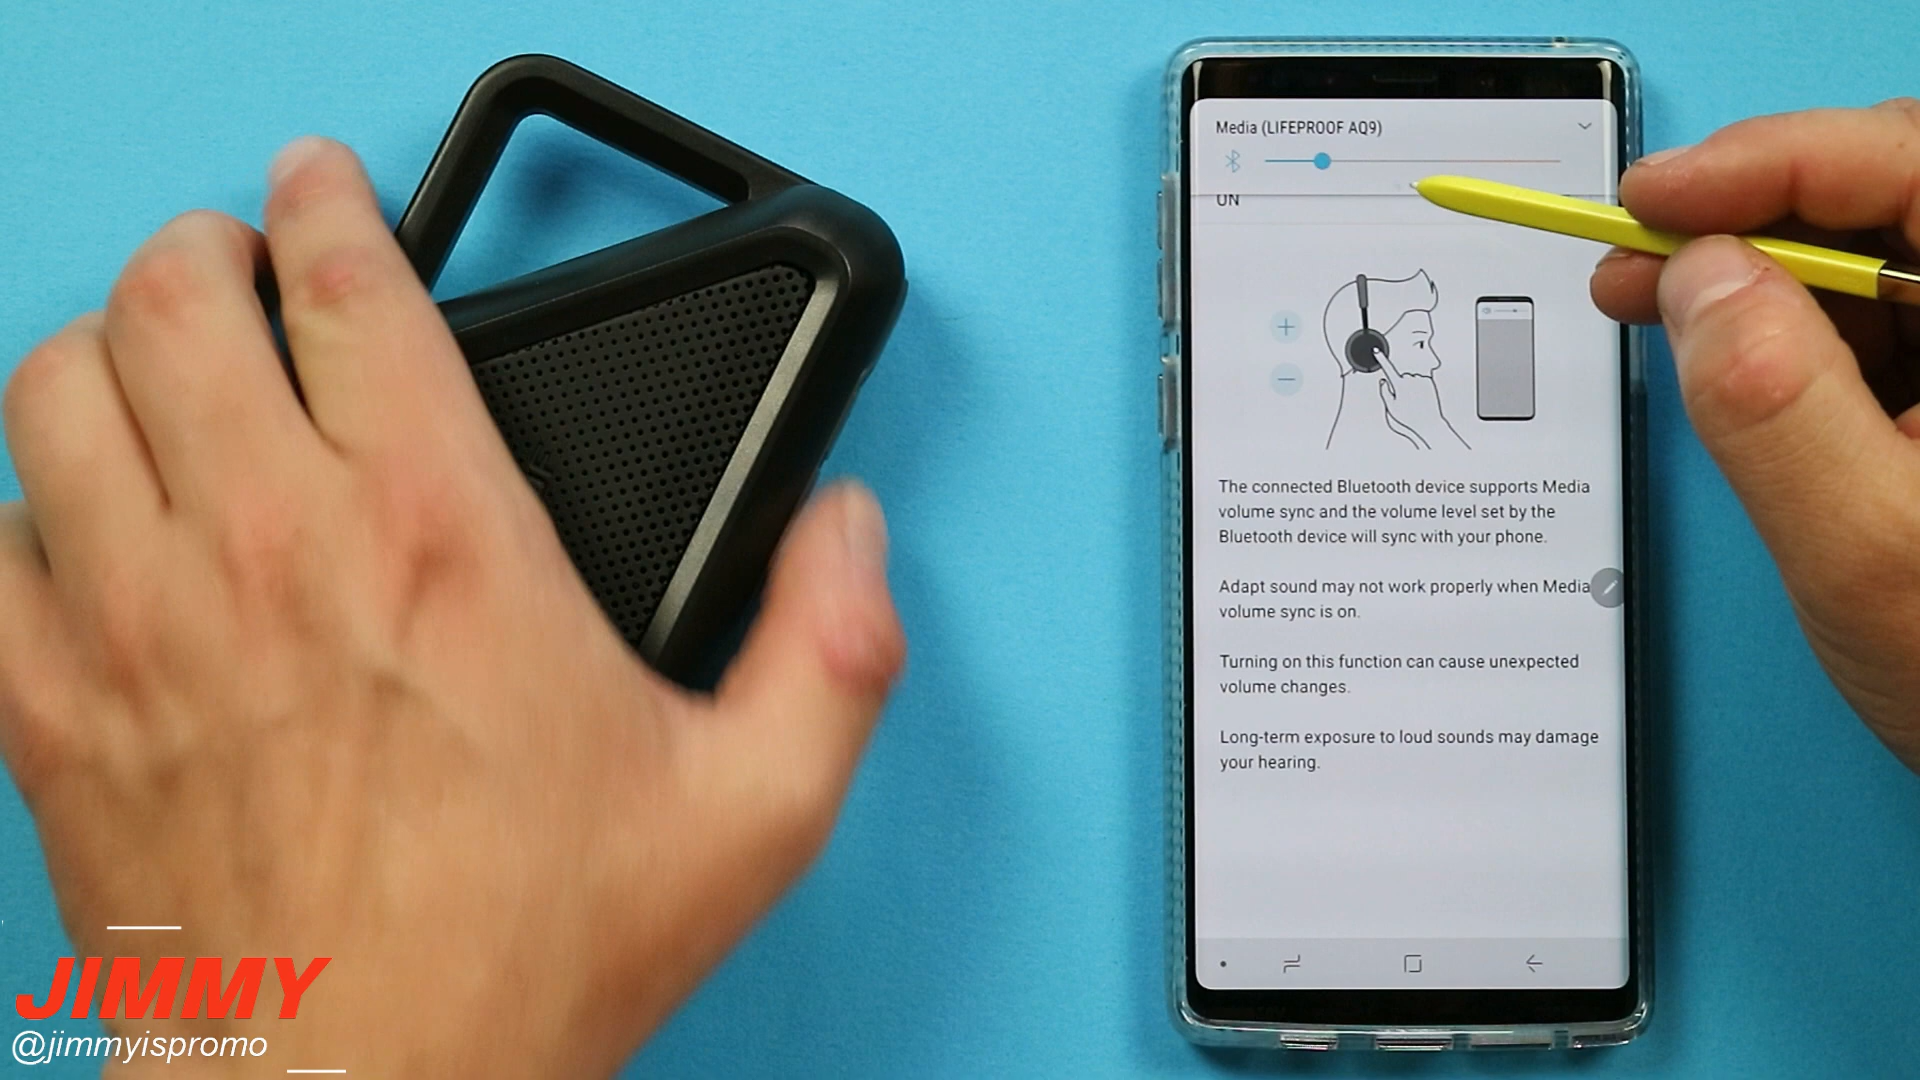 Media (LIFEPROOF AQ9)
ON
The connected Bluetooth device supports Media
volume sync and the volume level set by the
Bluetooth device will sync with your phone.
Adapt sound may not work properly when Media
volume sync is on.
Turning on this function can cause unexpected
volume changes.
Long-term exposure to loud sounds may damage
your hearing.
JIMMY
@jimmyispromo